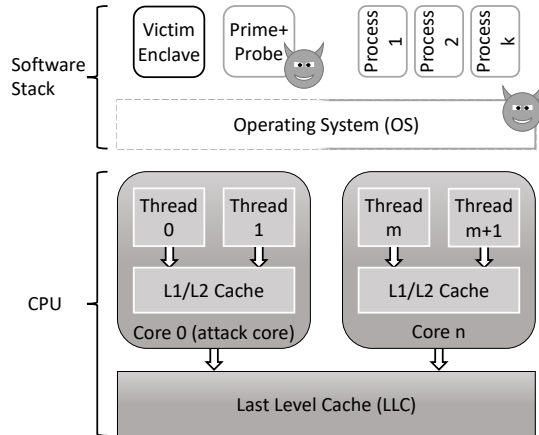 Software
Stack
Victim
Enclave
Prime+
Probe
Process
1
Process
2
Process
k
Operating System (OS)
CPU
Thread
0
Thread
1
L1/L2 Cache
Core 0 (attack core)
Thread
m
Thread
m+1
L1/L2 Cache
Core n
Last Level Cache (LLC)